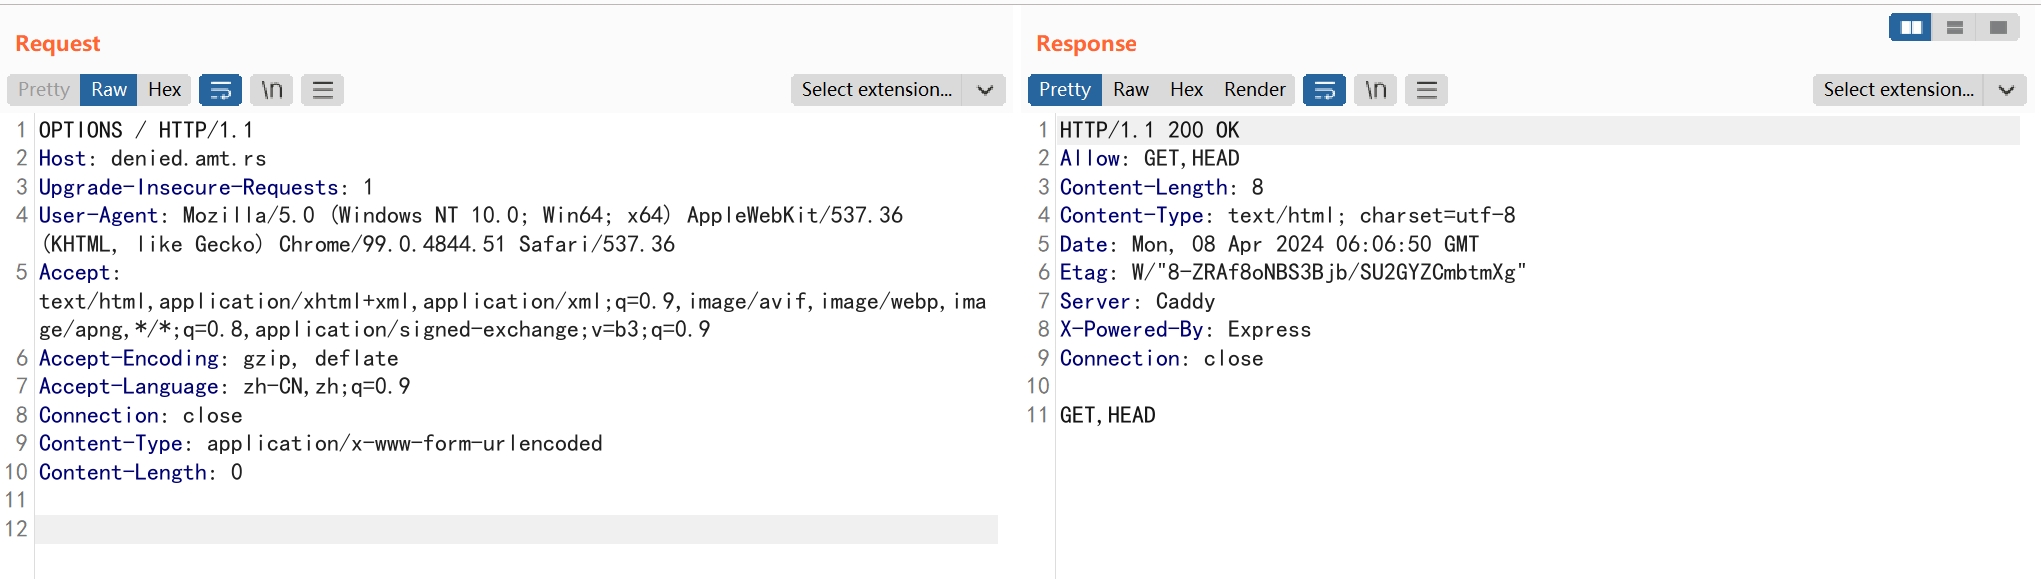 Request
Pretty Raw Hex \n Select extension...
1 OPTIONS / HTTP/1.1
2 Host: denied.amt.rs
3 Upgrade-Insecure-Requests: 1
4 User-Agent: Mozilla/5.0 (Windows NT 10.0; Win64; x64) AppleWebKit/537.36
(KHTML, like Gecko) Chrome/99.0.4844.51 Safari/537.36
5 Accept:
text/html,application/xhtml+xml,application/xml;q=0.9,image/avif,image/webp,ima
ge/apng,*/*;q=0.8,application/signed-exchange;v=b3;q=0.9
6 Accept-Encoding: gzip, deflate
7 Accept-Language: zh-CN,zh;q=0.9
8 Connection: close
9 Content-Type: application/x-www-form-urlencoded
10 Content-Length: 0
11
12
Response
Pretty Raw Hex Render \n Select extension...
1 HTTP/1.1 200 OK
2 Allow: GET,HEAD
3 Content-Length: 8
4 Content-Type: text/html; charset=utf-8
5 Date: Mon, 08 Apr 2024 06:06:50 GMT
6 Etag: W/"8-ZRAf8oNBS3Bjb/SU2GYZCmbtmXg"
7 Server: Caddy
8 X-Powered-By: Express
9 Connection: close
10
11 GET,HEAD